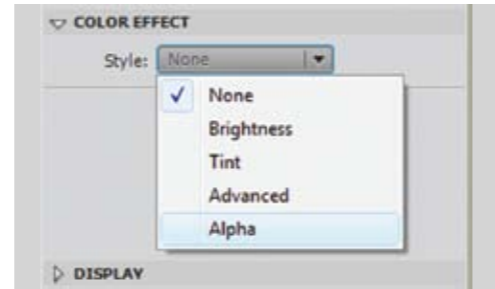 COLOR EFFECT
Style: None
None
Brightness
Tint
Advanced
Alpha
DISPLAY